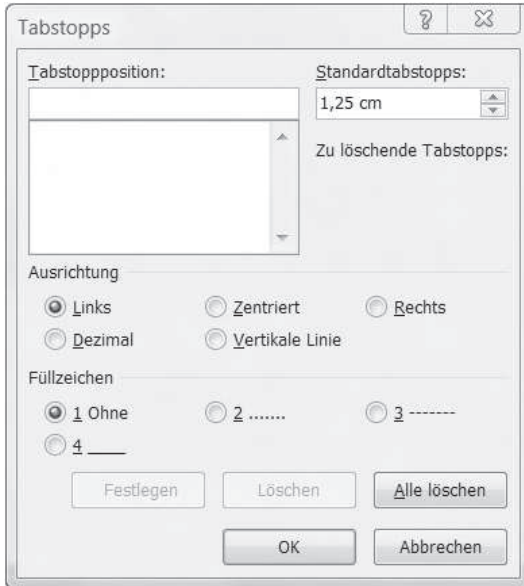 Tabstopps
Tabstoppposition: Standardtabstopps:
1,25 cm
Zu löschende Tabstopps:
Ausrichtung
Links Zentriert Rechts
Dezimal Vertikale Linie
Füllzeichen
1 Ohne 2 ....... 3 -------
4 ____
Festlegen Löschen Alle löschen
OK Abbrechen